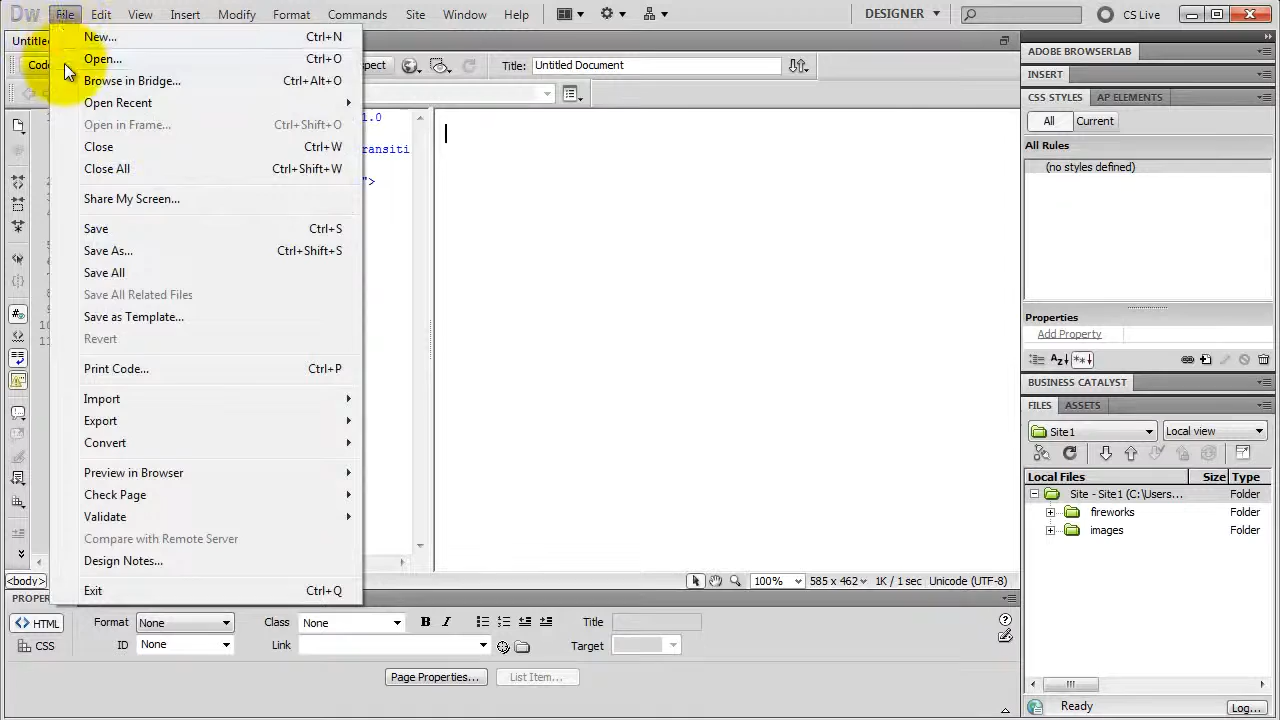 Dw File Edit View Insert Modify Format Commands Site Window Help DESIGNER CS Live
Untitle
Code
pect Title: Untitled Document
New... Ctrl+N
Open... Ctrl+O
Browse in Bridge... Ctrl+Alt+O
Open Recent
Open in Frame... Ctrl+Shift+O
Close Ctrl+W
Close All Ctrl+Shift+W
Share My Screen...
Save Ctrl+S
Save As... Ctrl+Shift+S
Save All
Save All Related Files
Save as Template...
Revert
Print Code... Ctrl+P
Import
Export
Convert
Preview in Browser
Check Page
Validate
Compare with Remote Server
Design Notes...
Exit Ctrl+Q
1.0
ransiti
">
ADOBE BROWSERLAB
INSERT
CSS STYLES AP ELEMENTS
All Current
All Rules
(no styles defined)
Properties
Add Property
BUSINESS CATALYST
FILES ASSETS
Site1 Local view
Local Files Size Type
Site - Site1 (C:\Users... Folder
fireworks Folder
images Folder
Ready Log...
<body> 100% 585 x 462 1K / 1 sec Unicode (UTF-8)
PROPE
HTML Format None Class None B I Title
CSS ID None Link Target
Page Properties... List Item...